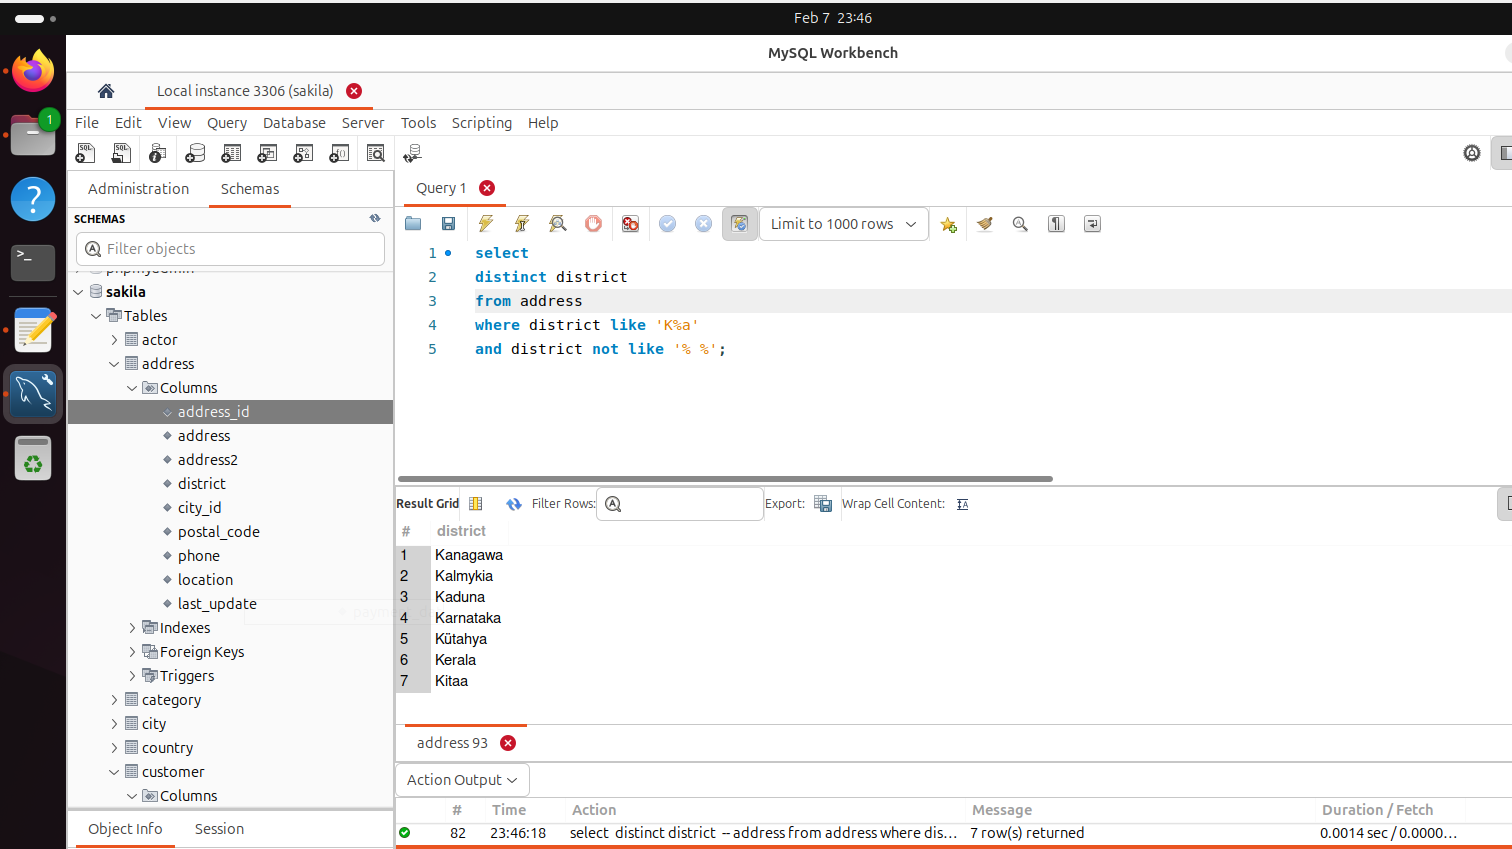 Feb 7 23:46
MySQL Workbench
1
Local instance 3306 (sakila)
File Edit View Query Database Server Tools Scripting Help
Administration Schemas
Query 1
SCHEMAS
Filter objects
Limit to 1000 rows
phpmyadmin
sakila
Tables
actor
address
Columns
address_id
address
address2
district
city_id
postal_code
phone
location
last_update
Indexes
Foreign Keys
Triggers
category
city
country
customer
Columns
Object Info Session
1 select
2 distinct district
3 from address
4 where district like 'K%a'
5 and district not like '% %';
Result Grid Filter Rows: Export: Wrap Cell Content:
# district
1 Kanagawa
2 Kalmykia
3 Kaduna
4 Karnataka
5 Kütahya
6 Kerala
7 Kitaa
address 93
Action Output
# Time Action Message Duration / Fetch
82 23:46:18 select distinct district -- address from address where dis... 7 row(s) returned 0.0014 sec / 0.0000...